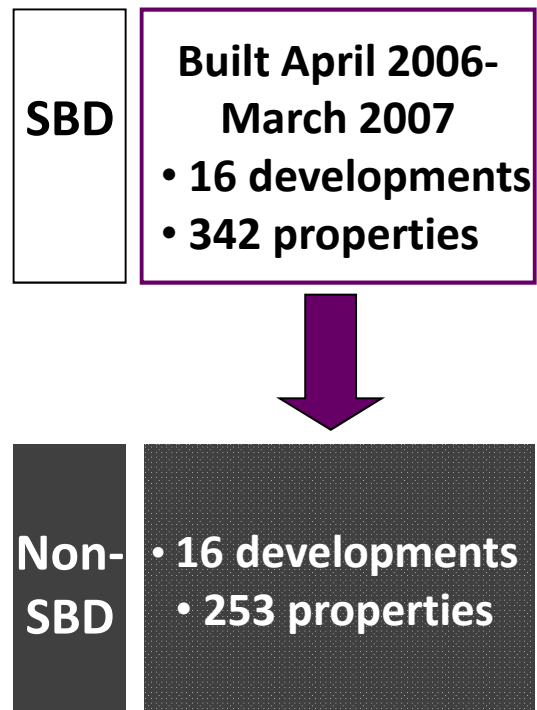 SBD
Built April 2006-
March 2007
• 16 developments
• 342 properties
Non-
SBD
• 16 developments
• 253 properties